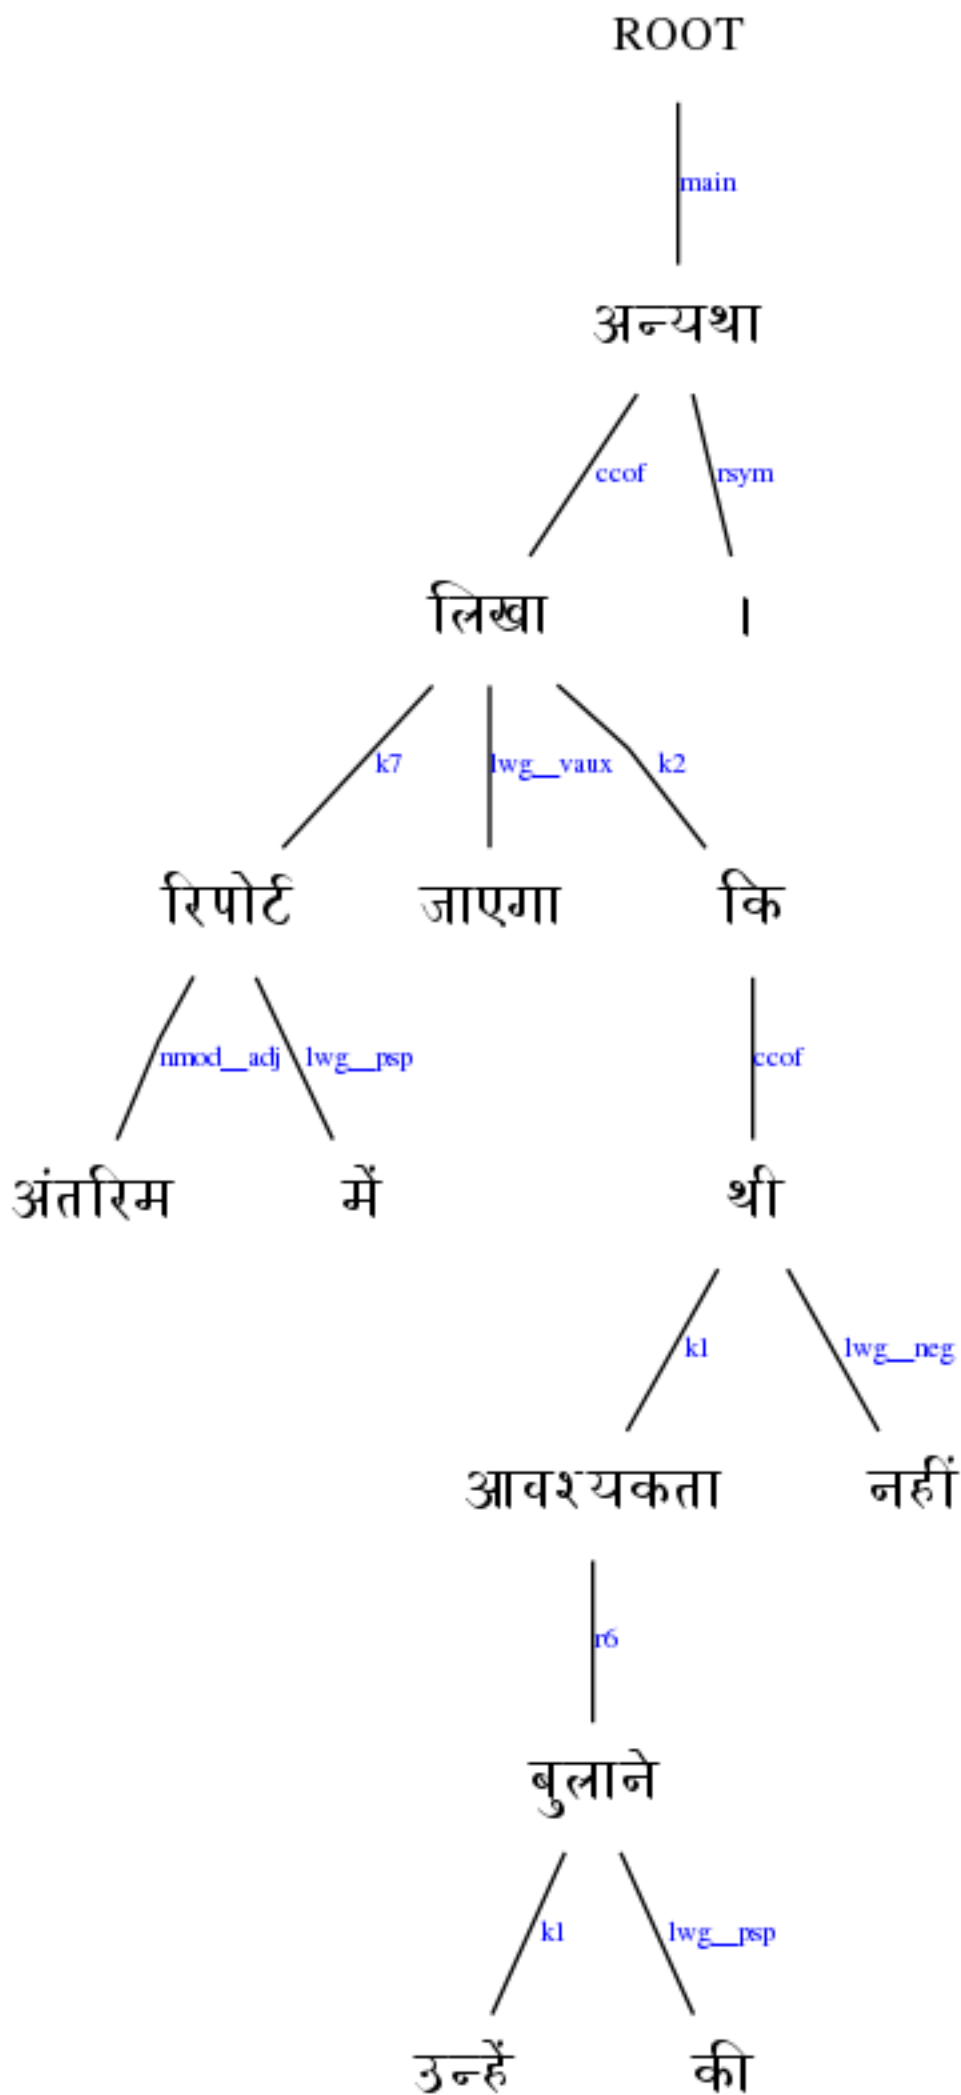 ROOT
main
अन्यथा
ccof rsym
लिखा ।
k7 lwg__vaux k2
रिपोर्ट जाएगा कि
nmod__adj lwg__psp ccof
अंतरिम में थी
k1 lwg__neg
आवश्यकता नहीं
r6
बुलाने
k1 lwg__psp
उन्हें की